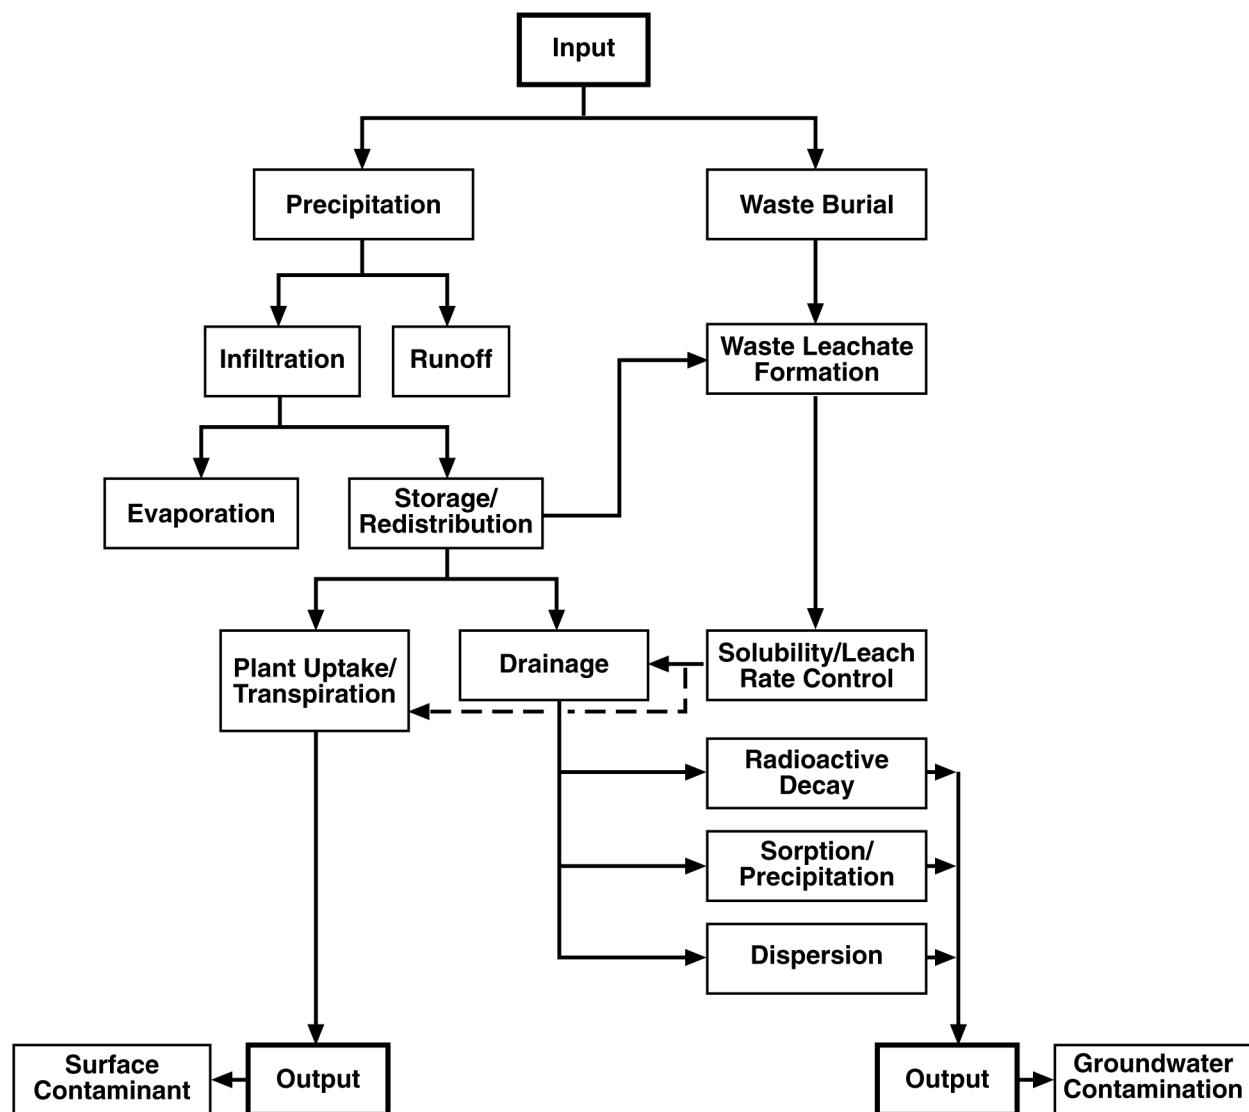 Input
Precipitation
Waste Burial
Infiltration
Runoff
Waste Leachate
Formation
Evaporation
Storage/
Redistribution
Plant Uptake/
Transpiration
Drainage
Solubility/Leach
Rate Control
Radioactive
Decay
Sorption/
Precipitation
Dispersion
Surface
Contaminant
Output
Output
Groundwater
Contamination